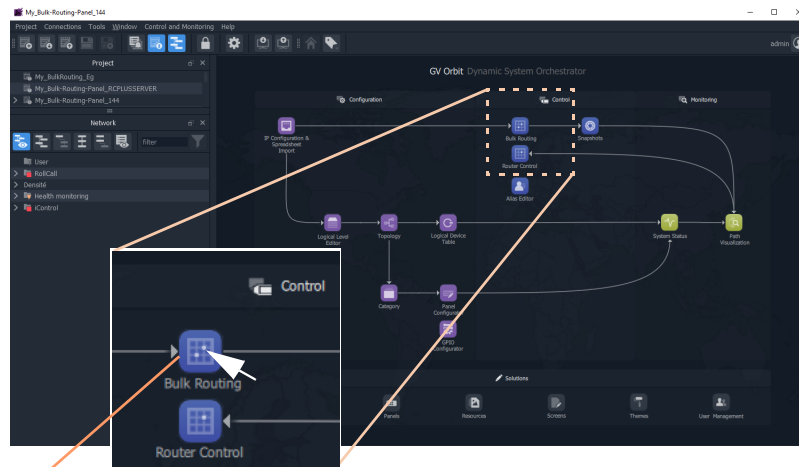 My_Bulk-Routing-Panel_144
Project Connections Tools Window Control and Monitoring Help
admin
Project
My_BulkRouting_Eg
My_Bulk-Routing-Panel_RCPLUSSERVER
My_Bulk-Routing-Panel_144
Network
filter
User
RollCall
Densité
Health monitoring
iControl
GV Orbit Dynamic System Orchestrator
Configuration
Control
Monitoring
IP Configuration &
Spreadsheet
Import
Bulk Routing
Snapshots
Router Control
Alias Editor
Logical Level
Editor
Topology
Logical Device
Table
System Status
Path
Visualization
Category
Panel
Configurator
GPIO
Configurator
Solutions
Panels
Resources
Screens
Themes
User Management
Control
Bulk Routing
Router Control